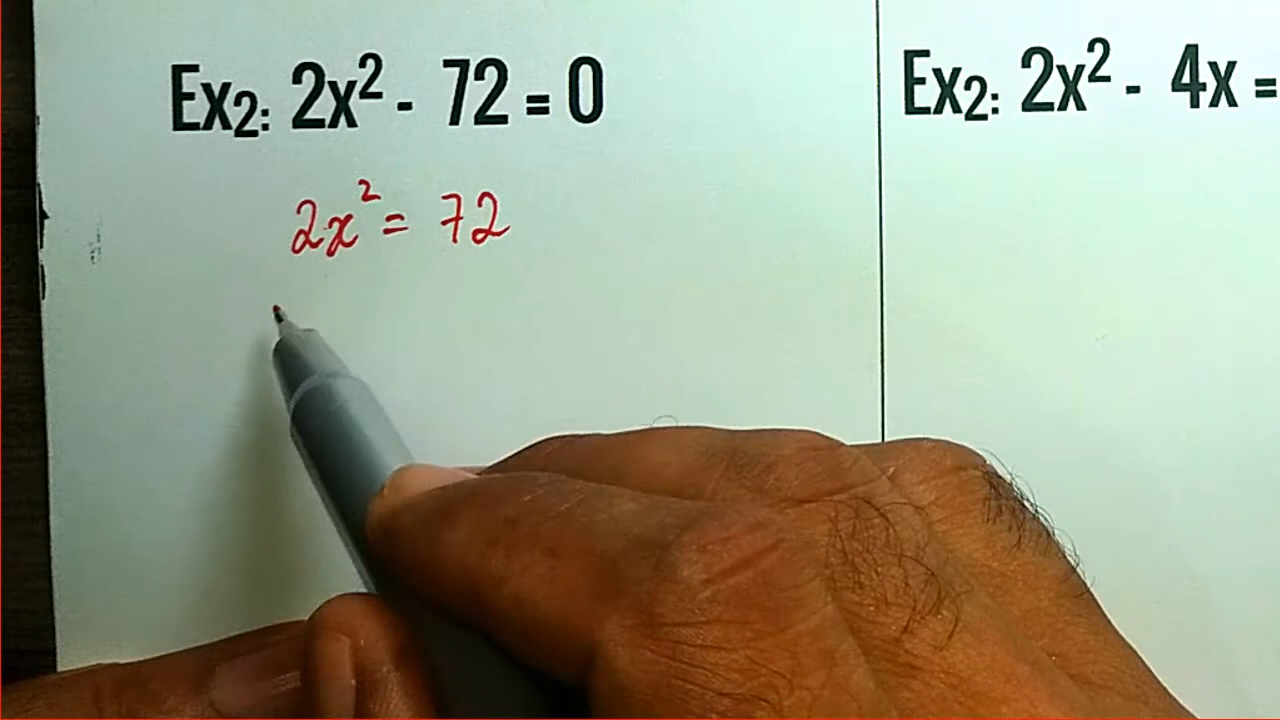 Ex2: 2x² - 72 = 0
2x² = 72
Ex2: 2x² - 4x =